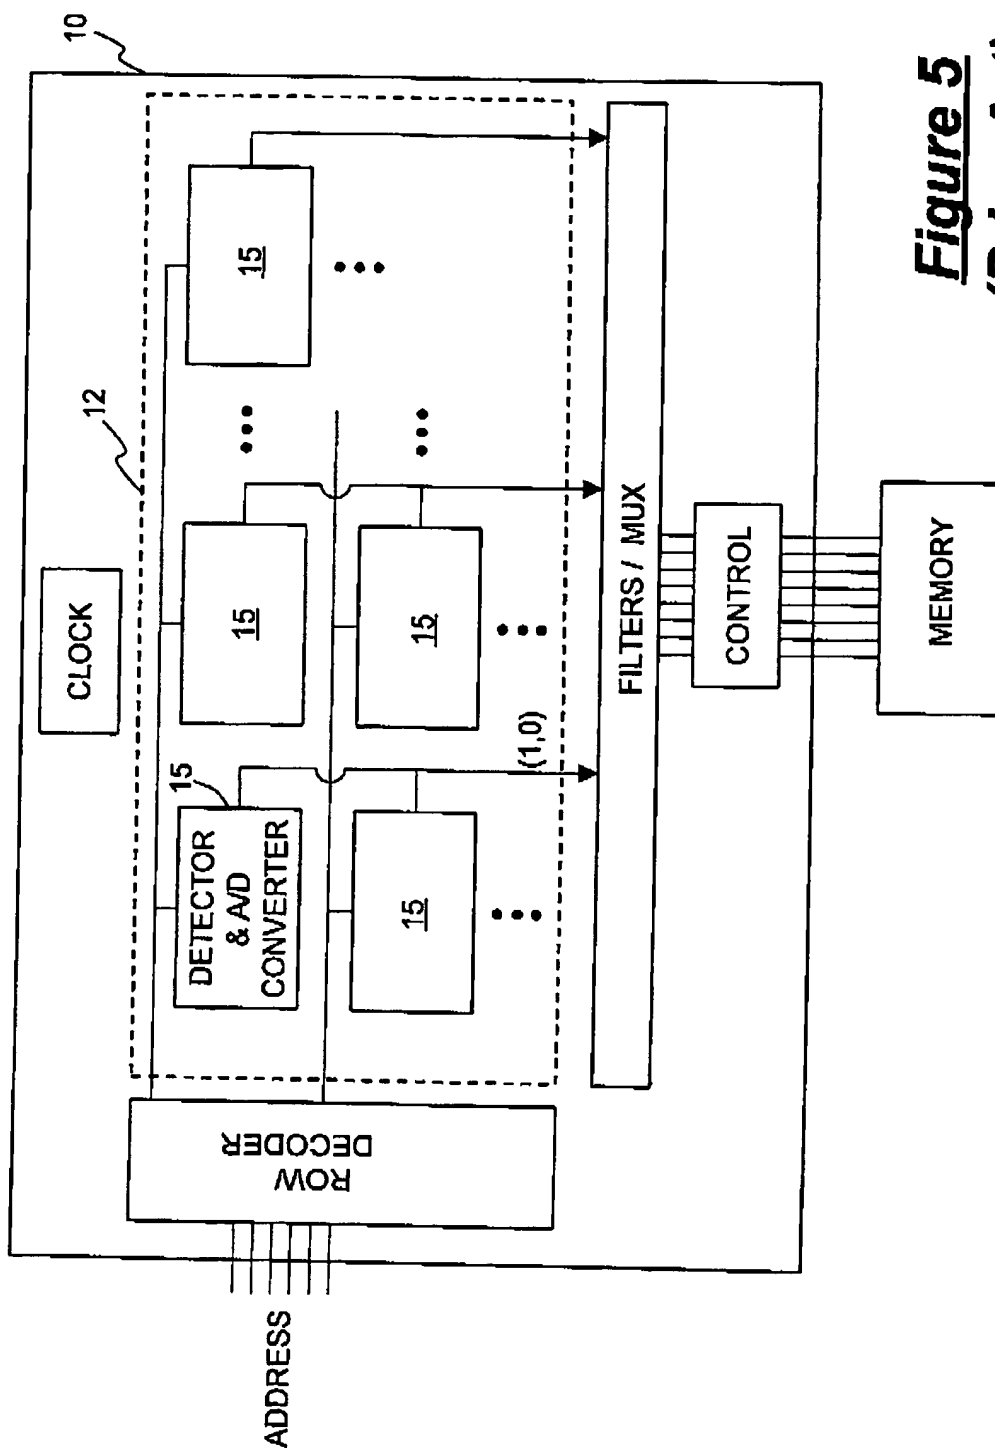 10
12
CLOCK
15
DETECTOR
& A/D
CONVERTER
15
15
15
15
ROW
DECODER
ADDRESS
(1,0)
FILTERS / MUX
CONTROL
MEMORY
Figure 5